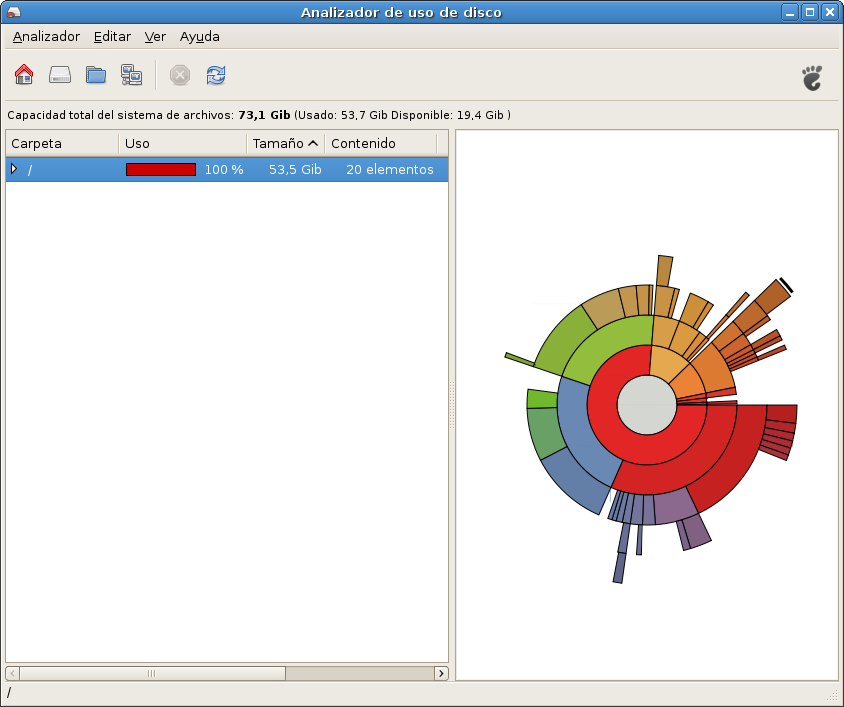 Analizador de uso de disco
Analizador Editar Ver Ayuda
Capacidad total del sistema de archivos: 73,1 Gib (Usado: 53,7 Gib Disponible: 19,4 Gib )
Carpeta Uso Tamaño Contenido
/ 100 % 53,5 Gib 20 elementos
/